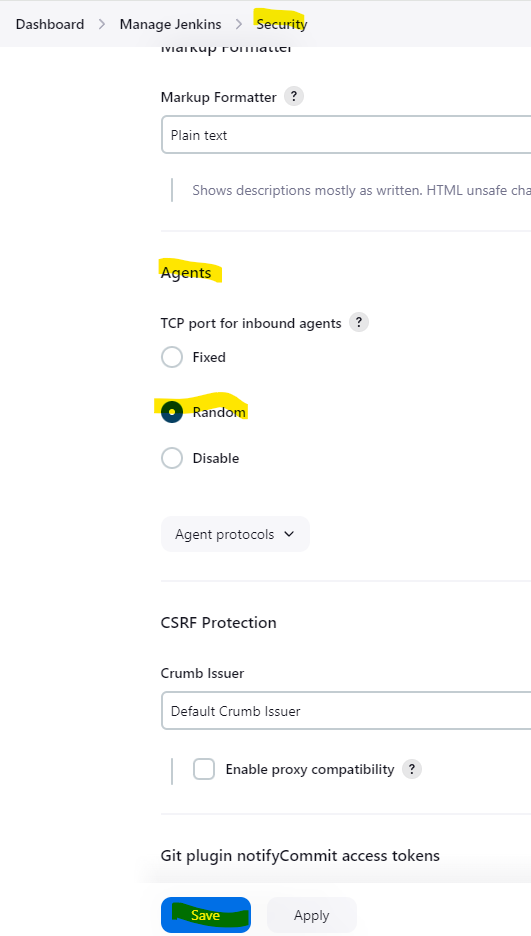 Dashboard > Manage Jenkins > Security
Markup Formatter
Markup Formatter ?
Plain text
Shows descriptions mostly as written. HTML unsafe cha
Agents
TCP port for inbound agents ?
Fixed
Random
Disable
Agent protocols
CSRF Protection
Crumb Issuer
Default Crumb Issuer
Enable proxy compatibility ?
Git plugin notifyCommit access tokens
Save Apply